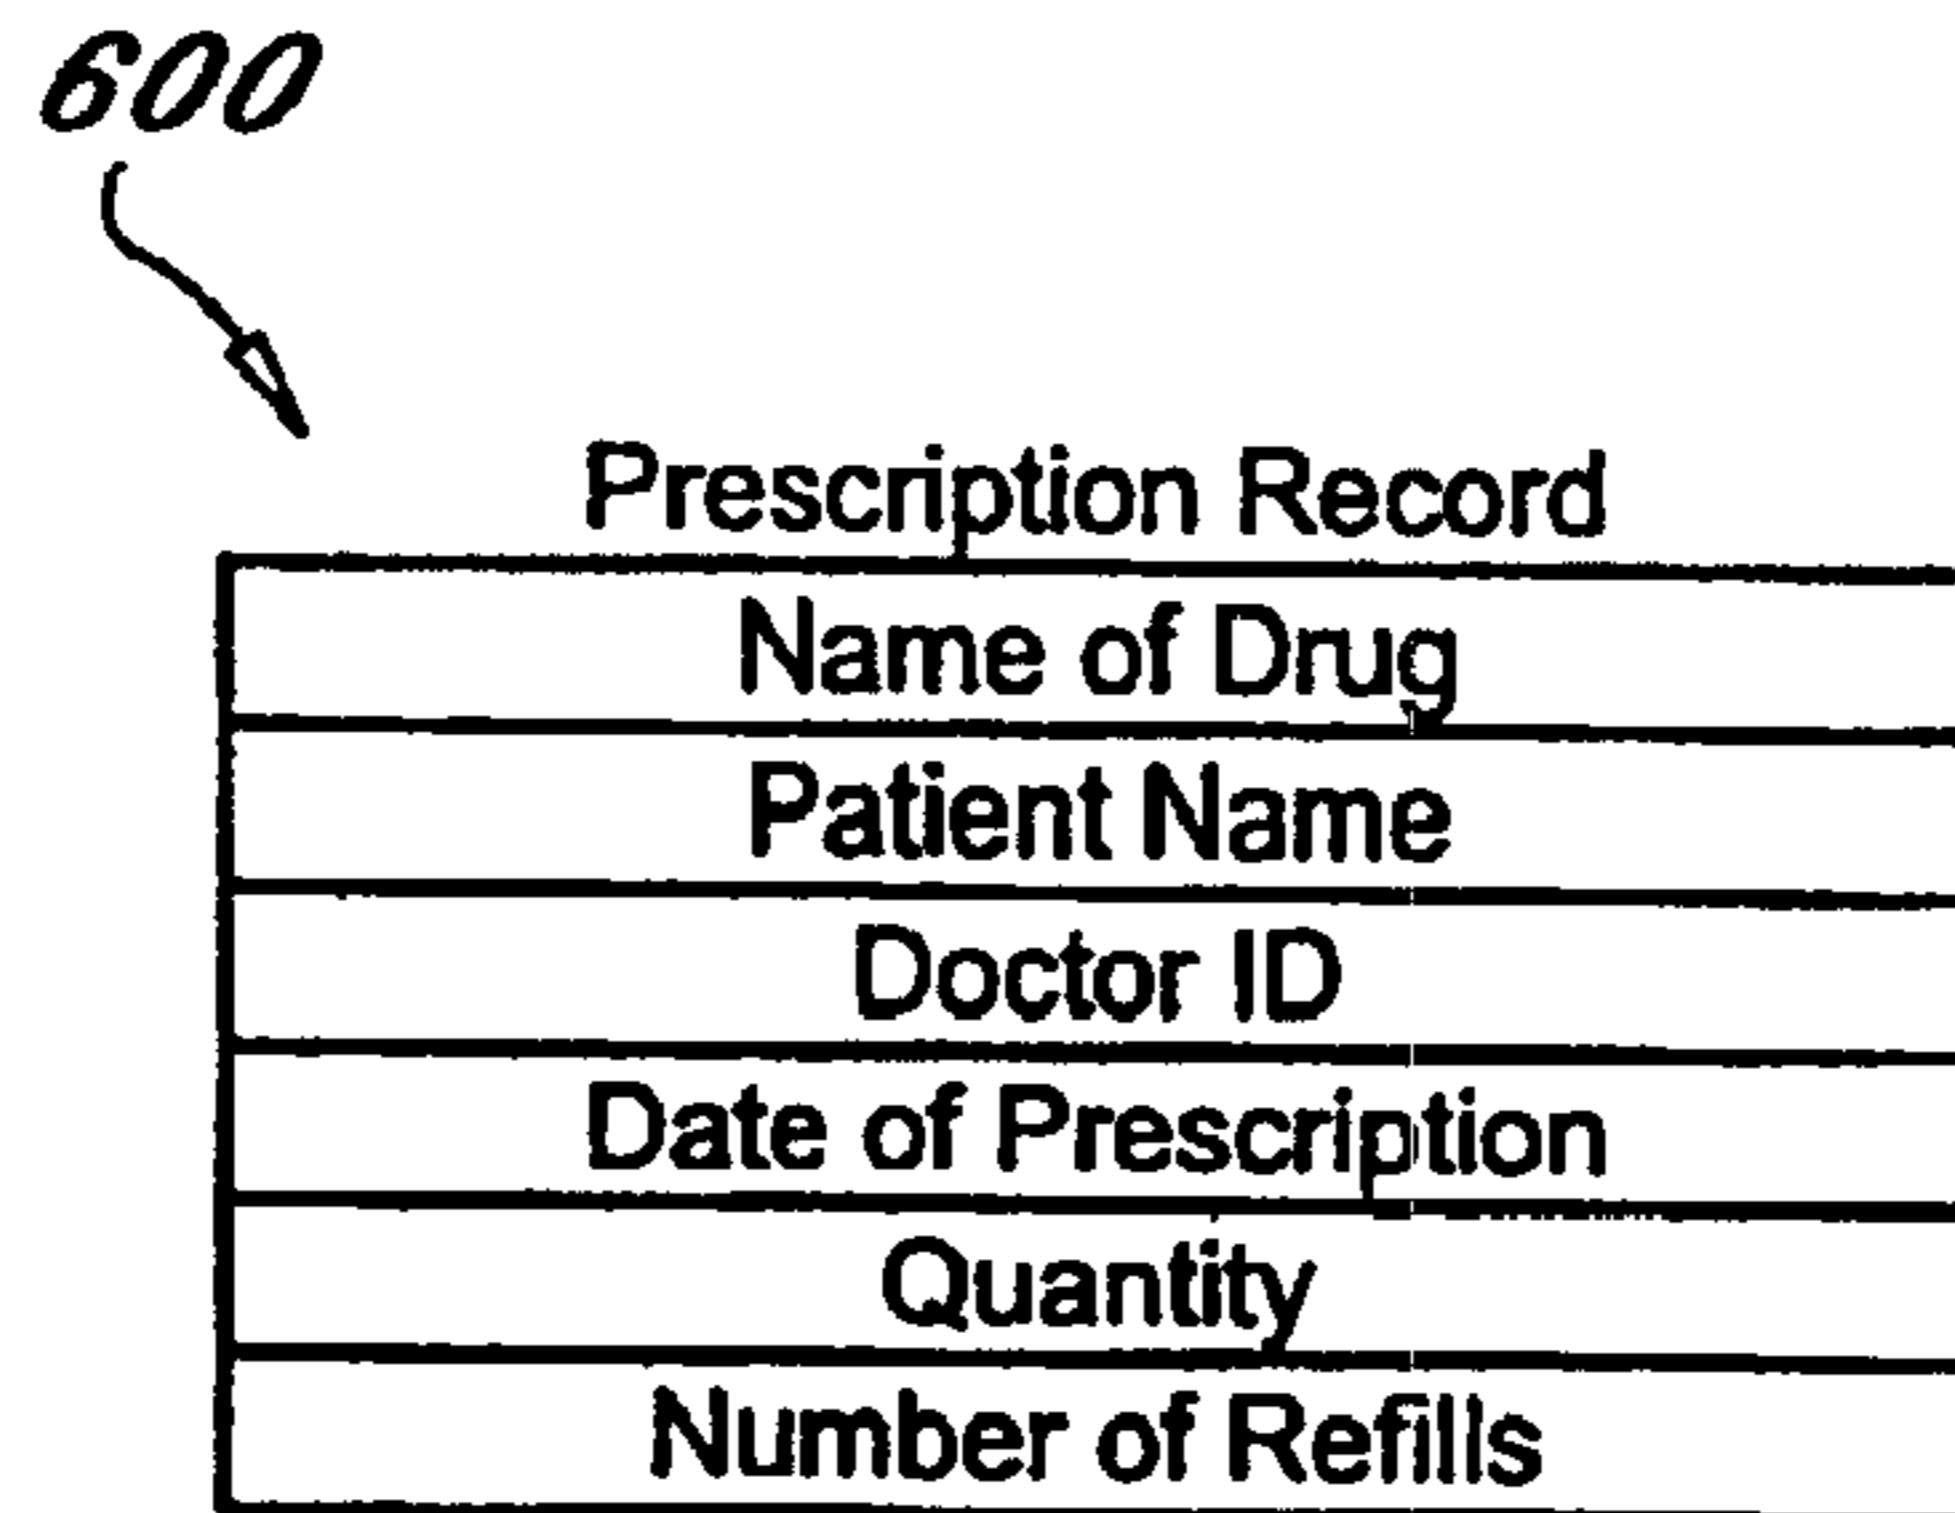 600
Prescription Record
Name of Drug
Patient Name
Doctor ID
Date of Prescription
Quantity
Number of Refills